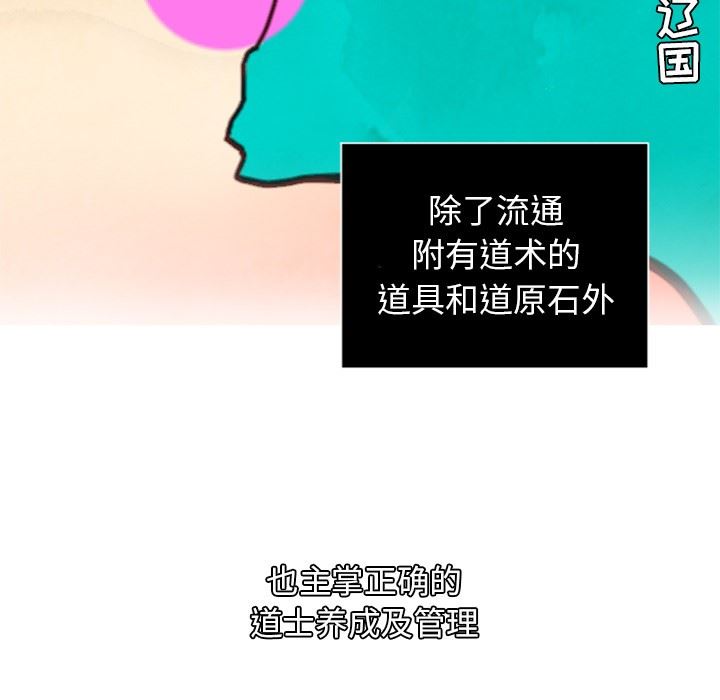 辽国
除了流通
附有道术的
道具和道原石外
也主掌正确的
道士养成及管理